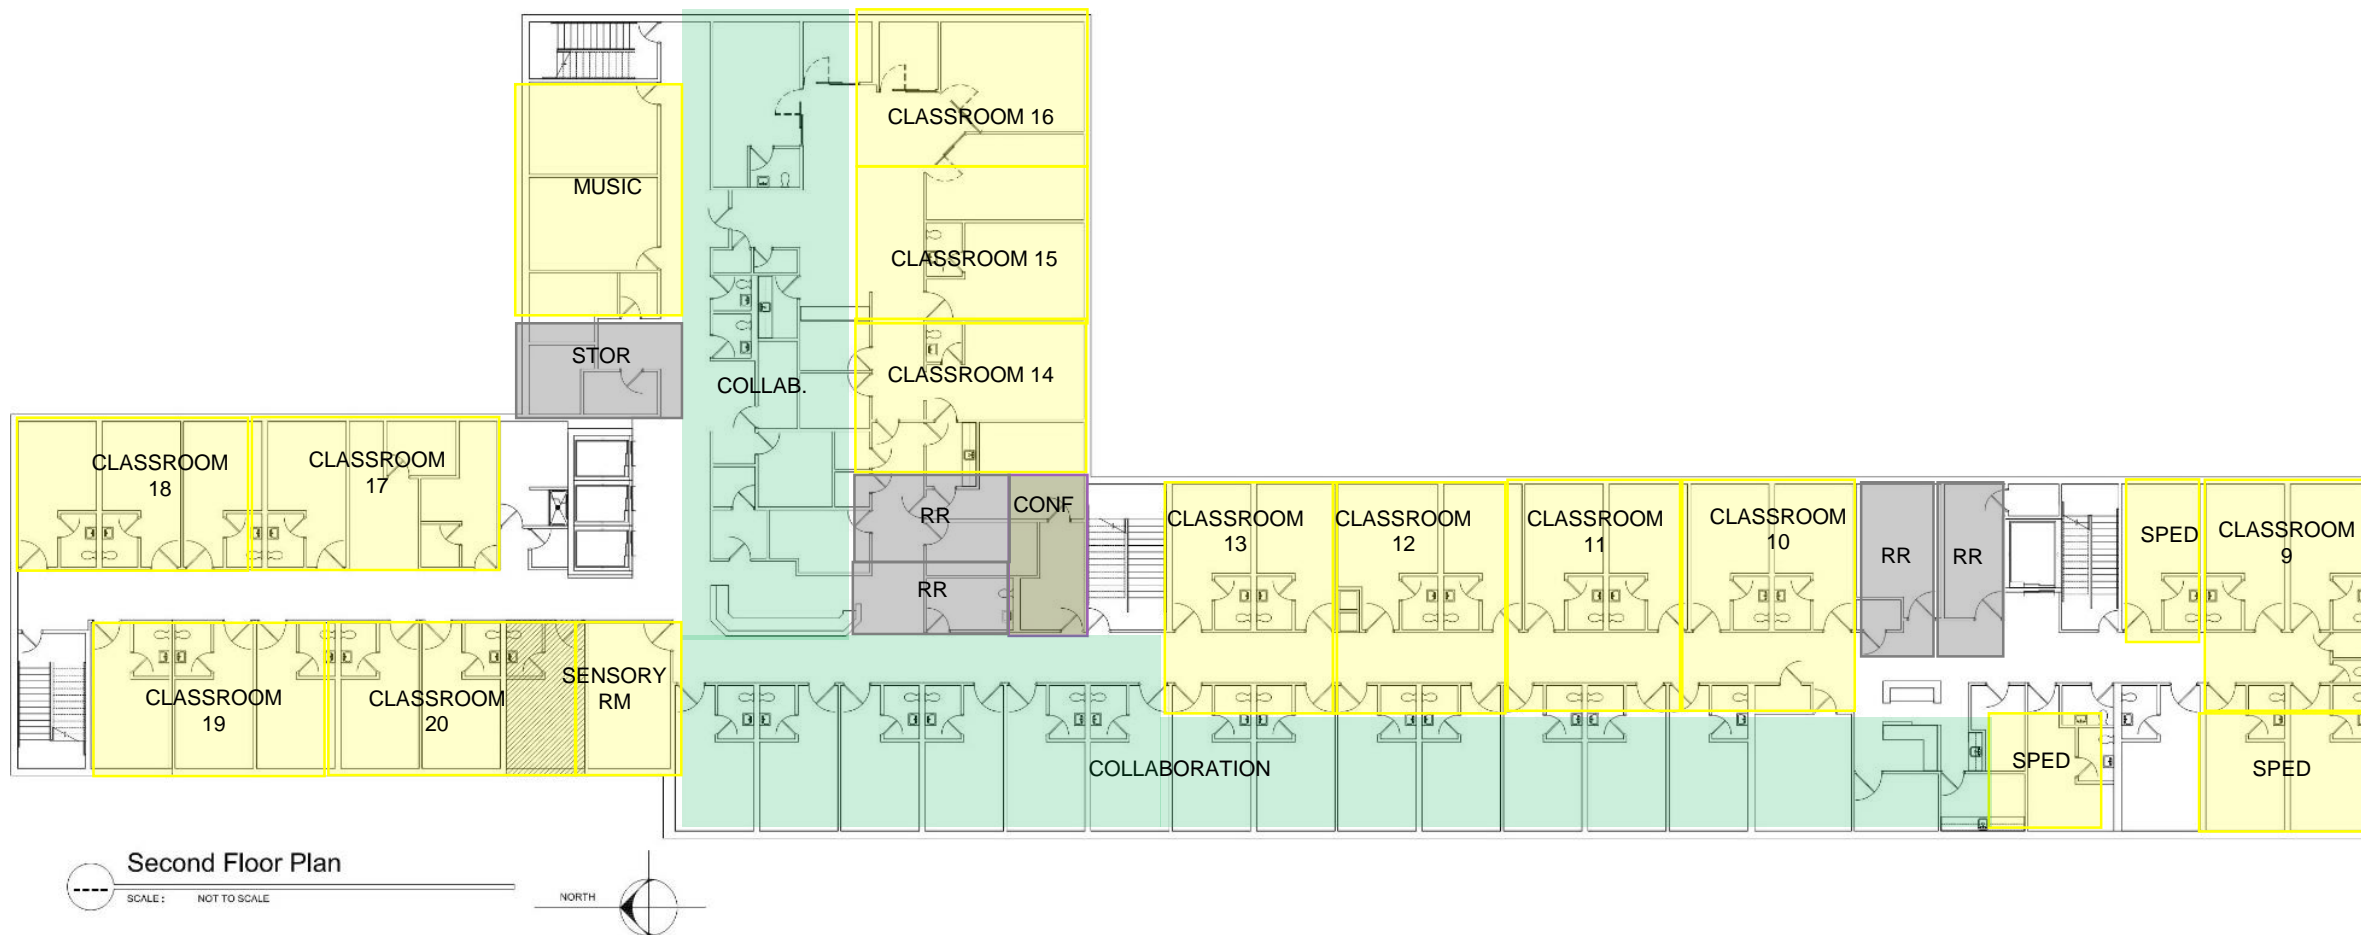 CLASSROOM 16
MUSIC
CLASSROOM 15
STOR
CLASSROOM 14
COLLAB.
CLASSROOM
18
CLASSROOM
17
RR
CONF
CLASSROOM
13
CLASSROOM
12
CLASSROOM
11
CLASSROOM
10
RR
RR
SPED
CLASSROOM
9
RR
CLASSROOM
19
CLASSROOM
20
SENSORY
RM
COLLABORATION
SPED
SPED
Second Floor Plan
SCALE : NOT TO SCALE
NORTH